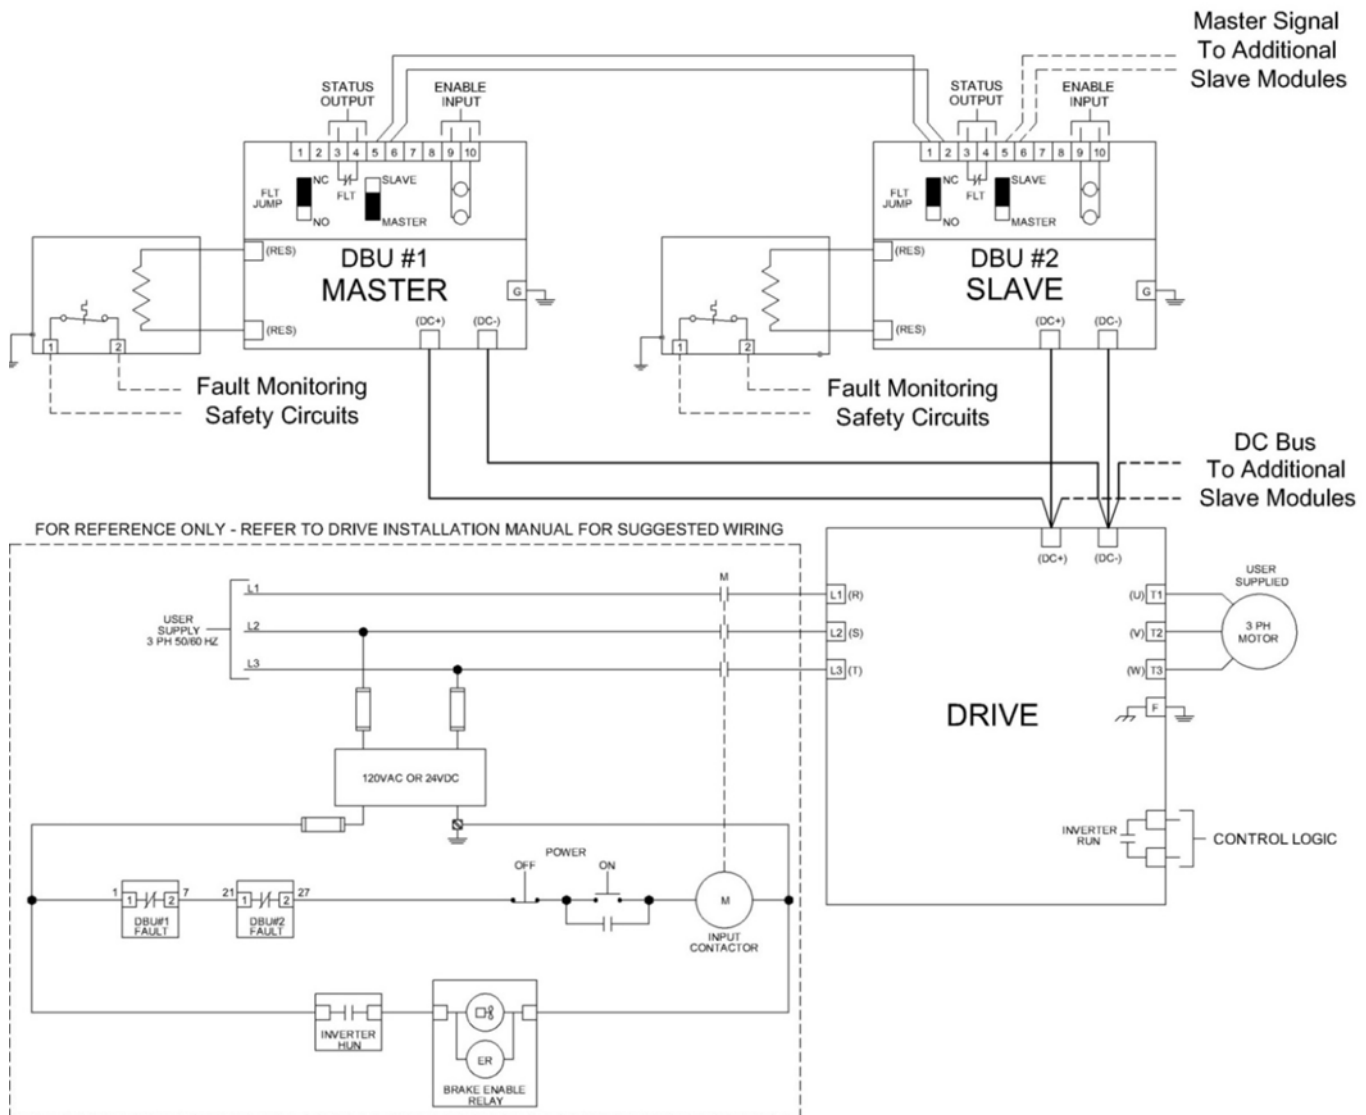 Master Signal
To Additional
Slave Modules
STATUS
OUTPUT
ENABLE
INPUT
STATUS
OUTPUT
ENABLE
INPUT
1 2 3 4 5 6 7 8 9 10
1 2 3 4 5 6 7 8 9 10
FLT
JUMP
NC
NO
FLT
SLAVE
MASTER
FLT
JUMP
NC
NO
FLT
SLAVE
MASTER
(RES)
DBU #1
MASTER
G
(RES)
(DC+)
(DC-)
1
2
(RES)
DBU #2
SLAVE
G
(RES)
(DC+)
(DC-)
1
2
Fault Monitoring
Safety Circuits
Fault Monitoring
Safety Circuits
DC Bus
To Additional
Slave Modules
FOR REFERENCE ONLY - REFER TO DRIVE INSTALLATION MANUAL FOR SUGGESTED WIRING
(DC+)
(DC-)
USER
SUPPLY
3 PH 50/60 HZ
L1
L2
L3
M
L1 (R)
L2 (S)
L3 (T)
(U) T1
(V) T2
(W) T3
F
USER
SUPPLIED
3 PH
MOTOR
DRIVE
120VAC OR 24VDC
INVERTER
RUN
CONTROL LOGIC
POWER
OFF
ON
1
1
2
7
DBU#1
FAULT
21
1
2
27
DBU#2
FAULT
M
INPUT
CONTACTOR
INVERTER
HUN
ER
BRAKE ENABLE
RELAY